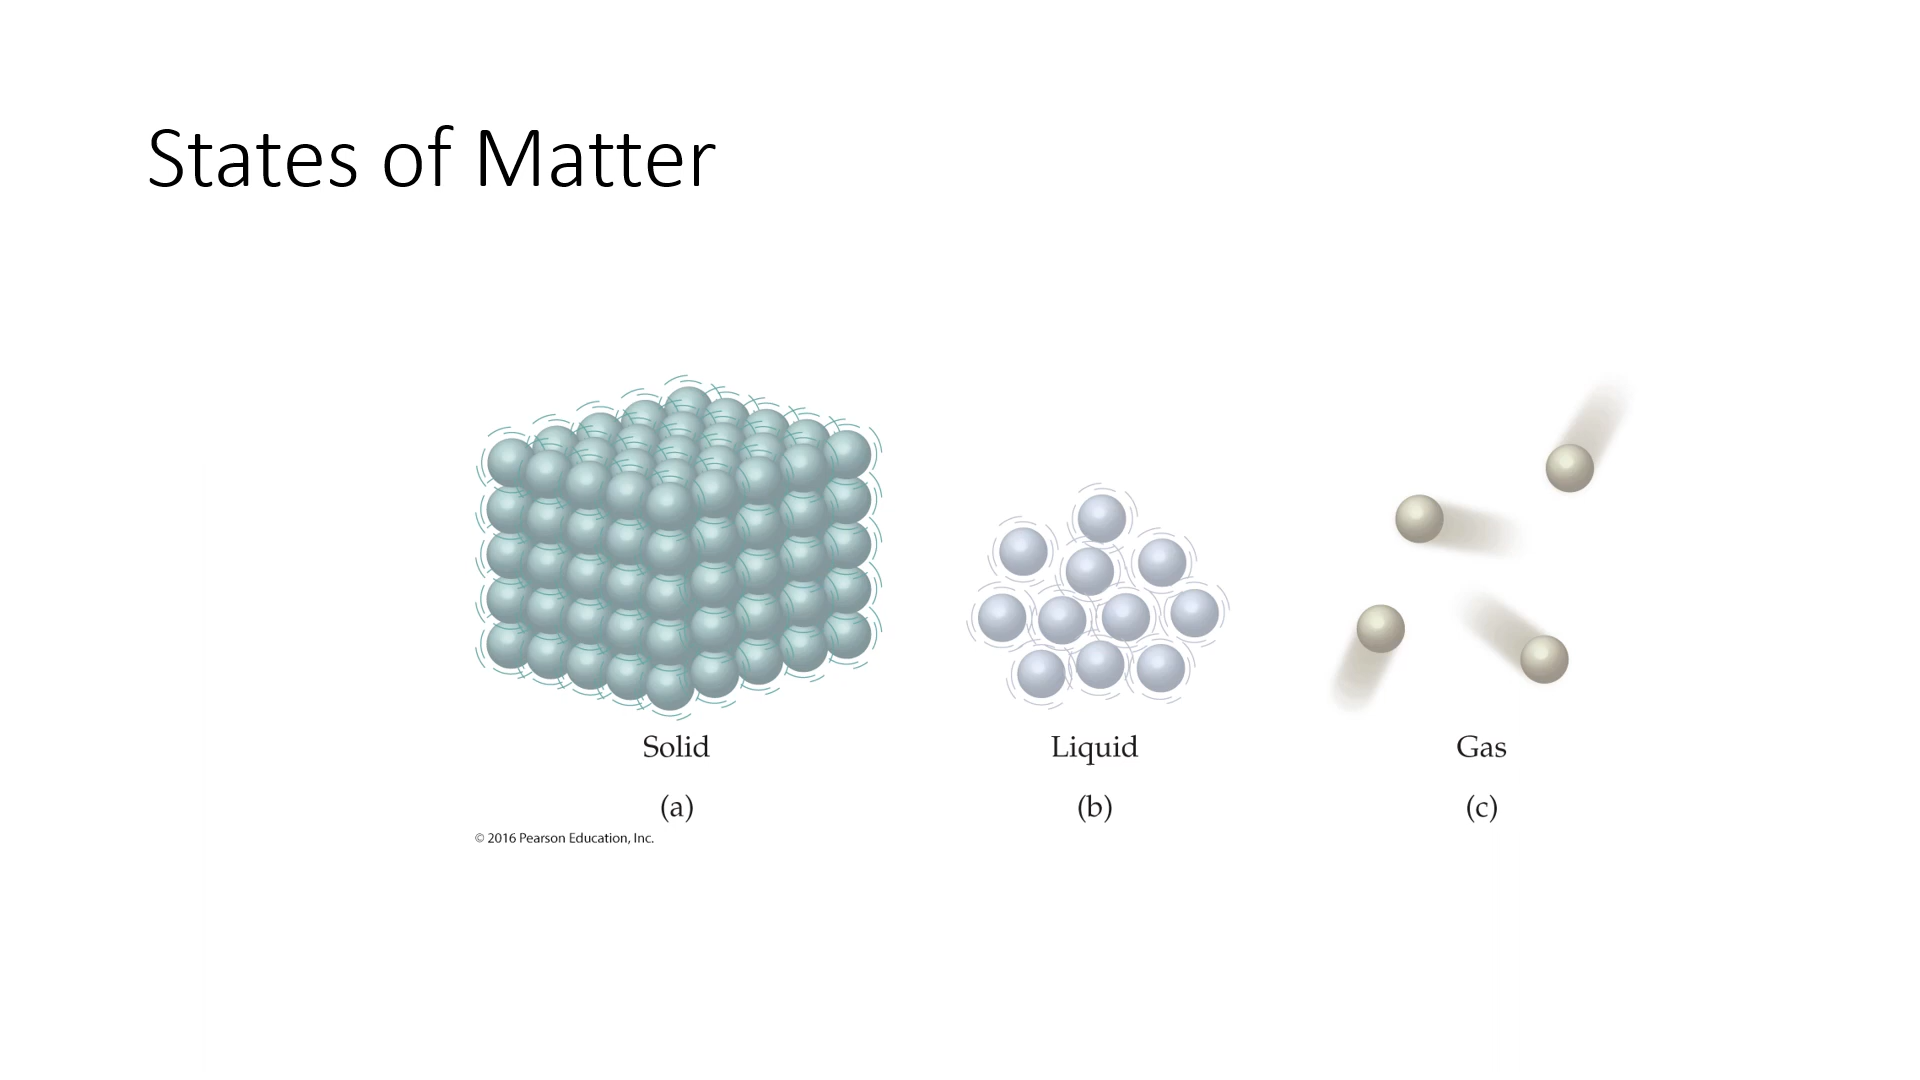 States of Matter
Solid
Liquid
Gas
(a)
(b)
(c)
© 2016 Pearson Education, Inc.